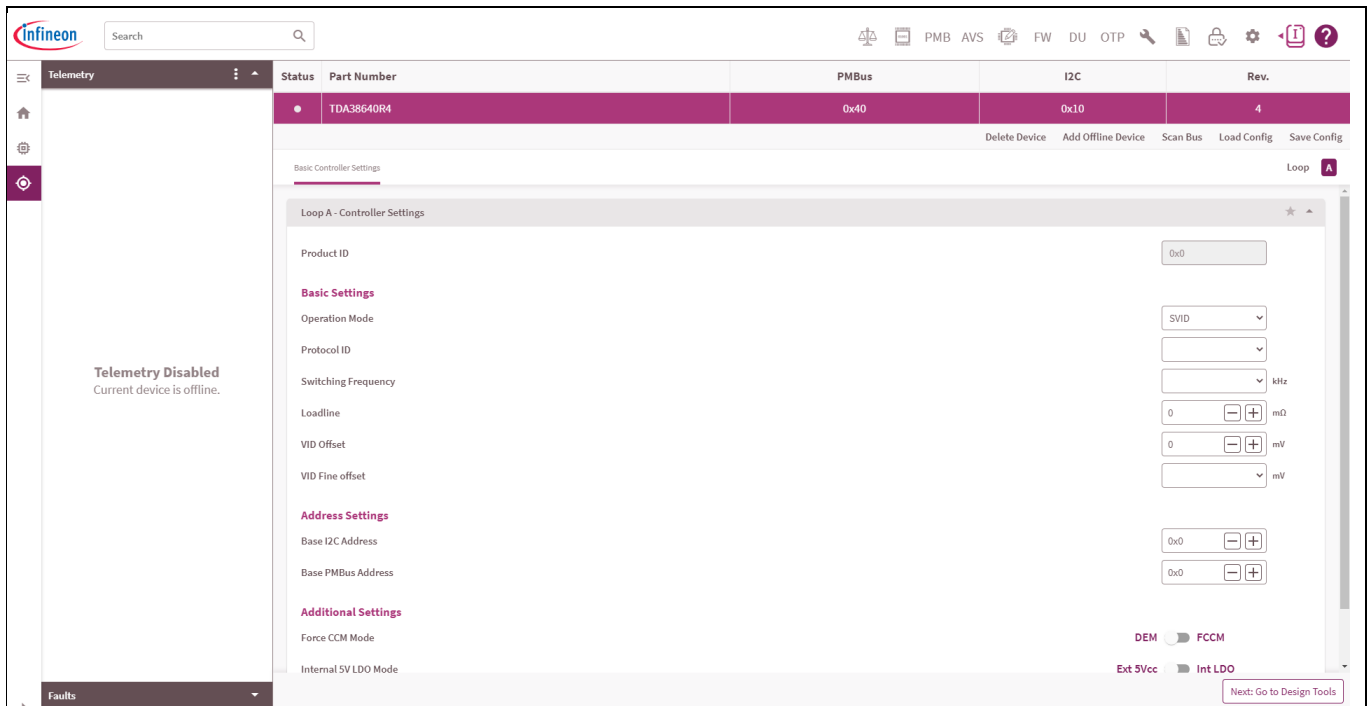 infineon
Search
PMB AVS FW DU OTP
Telemetry
Status Part Number PMBus I2C Rev.
TDA38640R4 0x40 0x10 4
Delete Device Add Offline Device Scan Bus Load Config Save Config
Basic Controller Settings Loop A
Loop A - Controller Settings
Product ID 0x0
Basic Settings
Operation Mode SVID
Protocol ID
Telemetry Disabled
Current device is offline.
Switching Frequency kHz
Loadline 0 mΩ
VID Offset 0 mV
VID Fine offset mV
Address Settings
Base I2C Address 0x0
Base PMBus Address 0x0
Additional Settings
Force CCM Mode DEM FCCM
Internal 5V LDO Mode Ext 5Vcc Int LDO
Faults
Next: Go to Design Tools